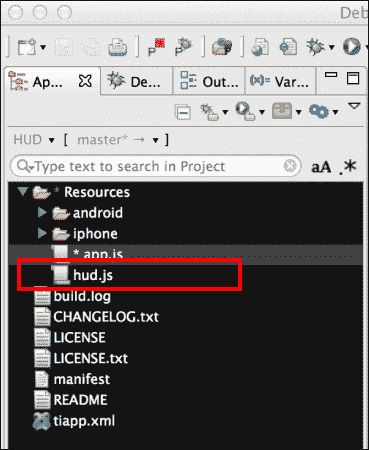 Deb
Ap... De... Out... (x)= Var...
HUD [ master* → ]
Type text to search in Project aA .*
* Resources
android
iphone
* app.js
hud.js
build.log
CHANGELOG.txt
LICENSE
LICENSE.txt
manifest
README
tiapp.xml